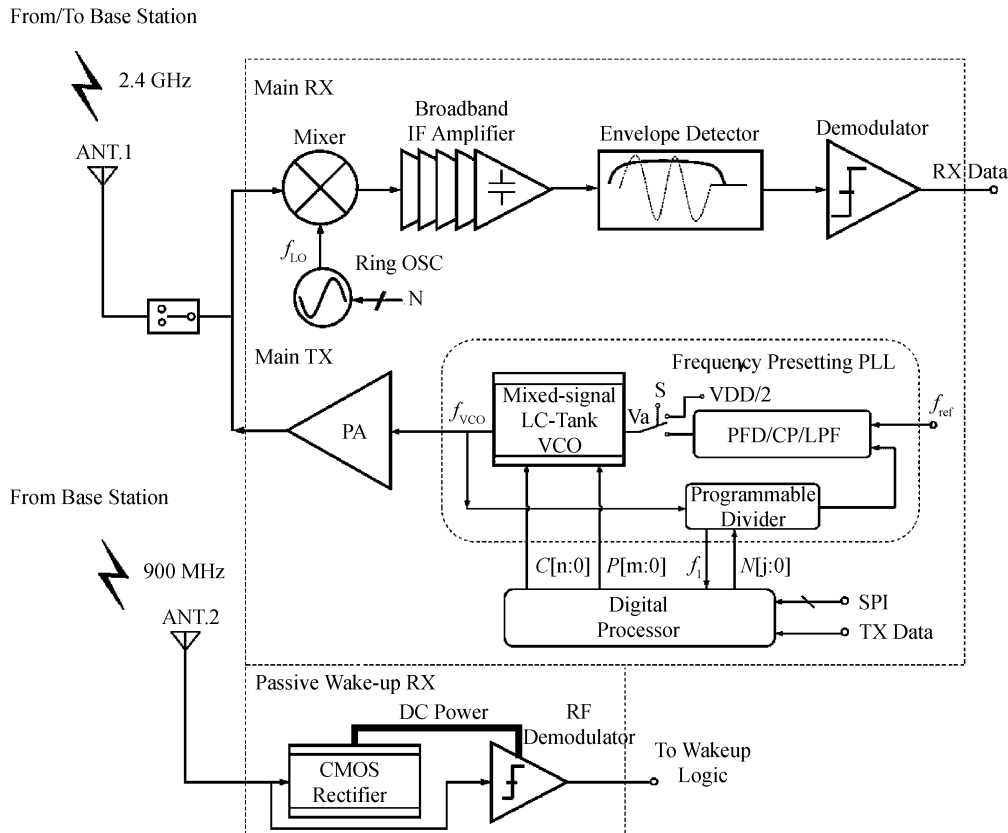 From/To Base Station
2.4 GHz
ANT.1
Main RX
Mixer
Broadband
IF Amplifier
Envelope Detector
Demodulator
RX Data
f_LO
Ring OSC
N
Main TX
Frequency Presetting PLL
PA
f_VCO
Mixed-signal
LC-Tank
VCO
Va
S
VDD/2
PFD/CP/LPF
f_ref
Programmable
Divider
C[n:0]
P[m:0]
f_1
N[j:0]
Digital
Processor
SPI
TX Data
From Base Station
900 MHz
ANT.2
Passive Wake-up RX
DC Power
RF
Demodulator
CMOS
Rectifier
To Wakeup
Logic